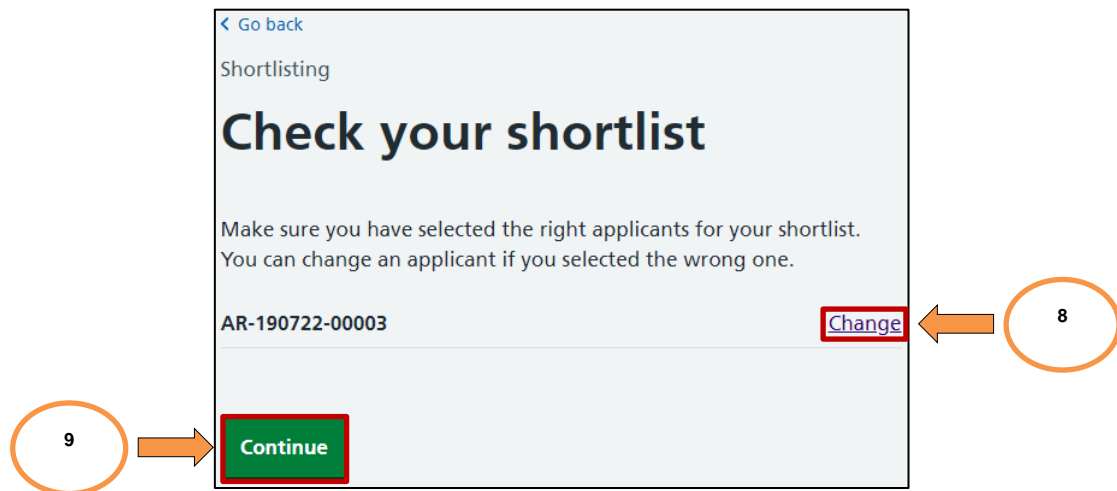 Go back
Shortlisting
Check your shortlist
Make sure you have selected the right applicants for your shortlist.
You can change an applicant if you selected the wrong one.
AR-190722-00003 Change
8
9
Continue